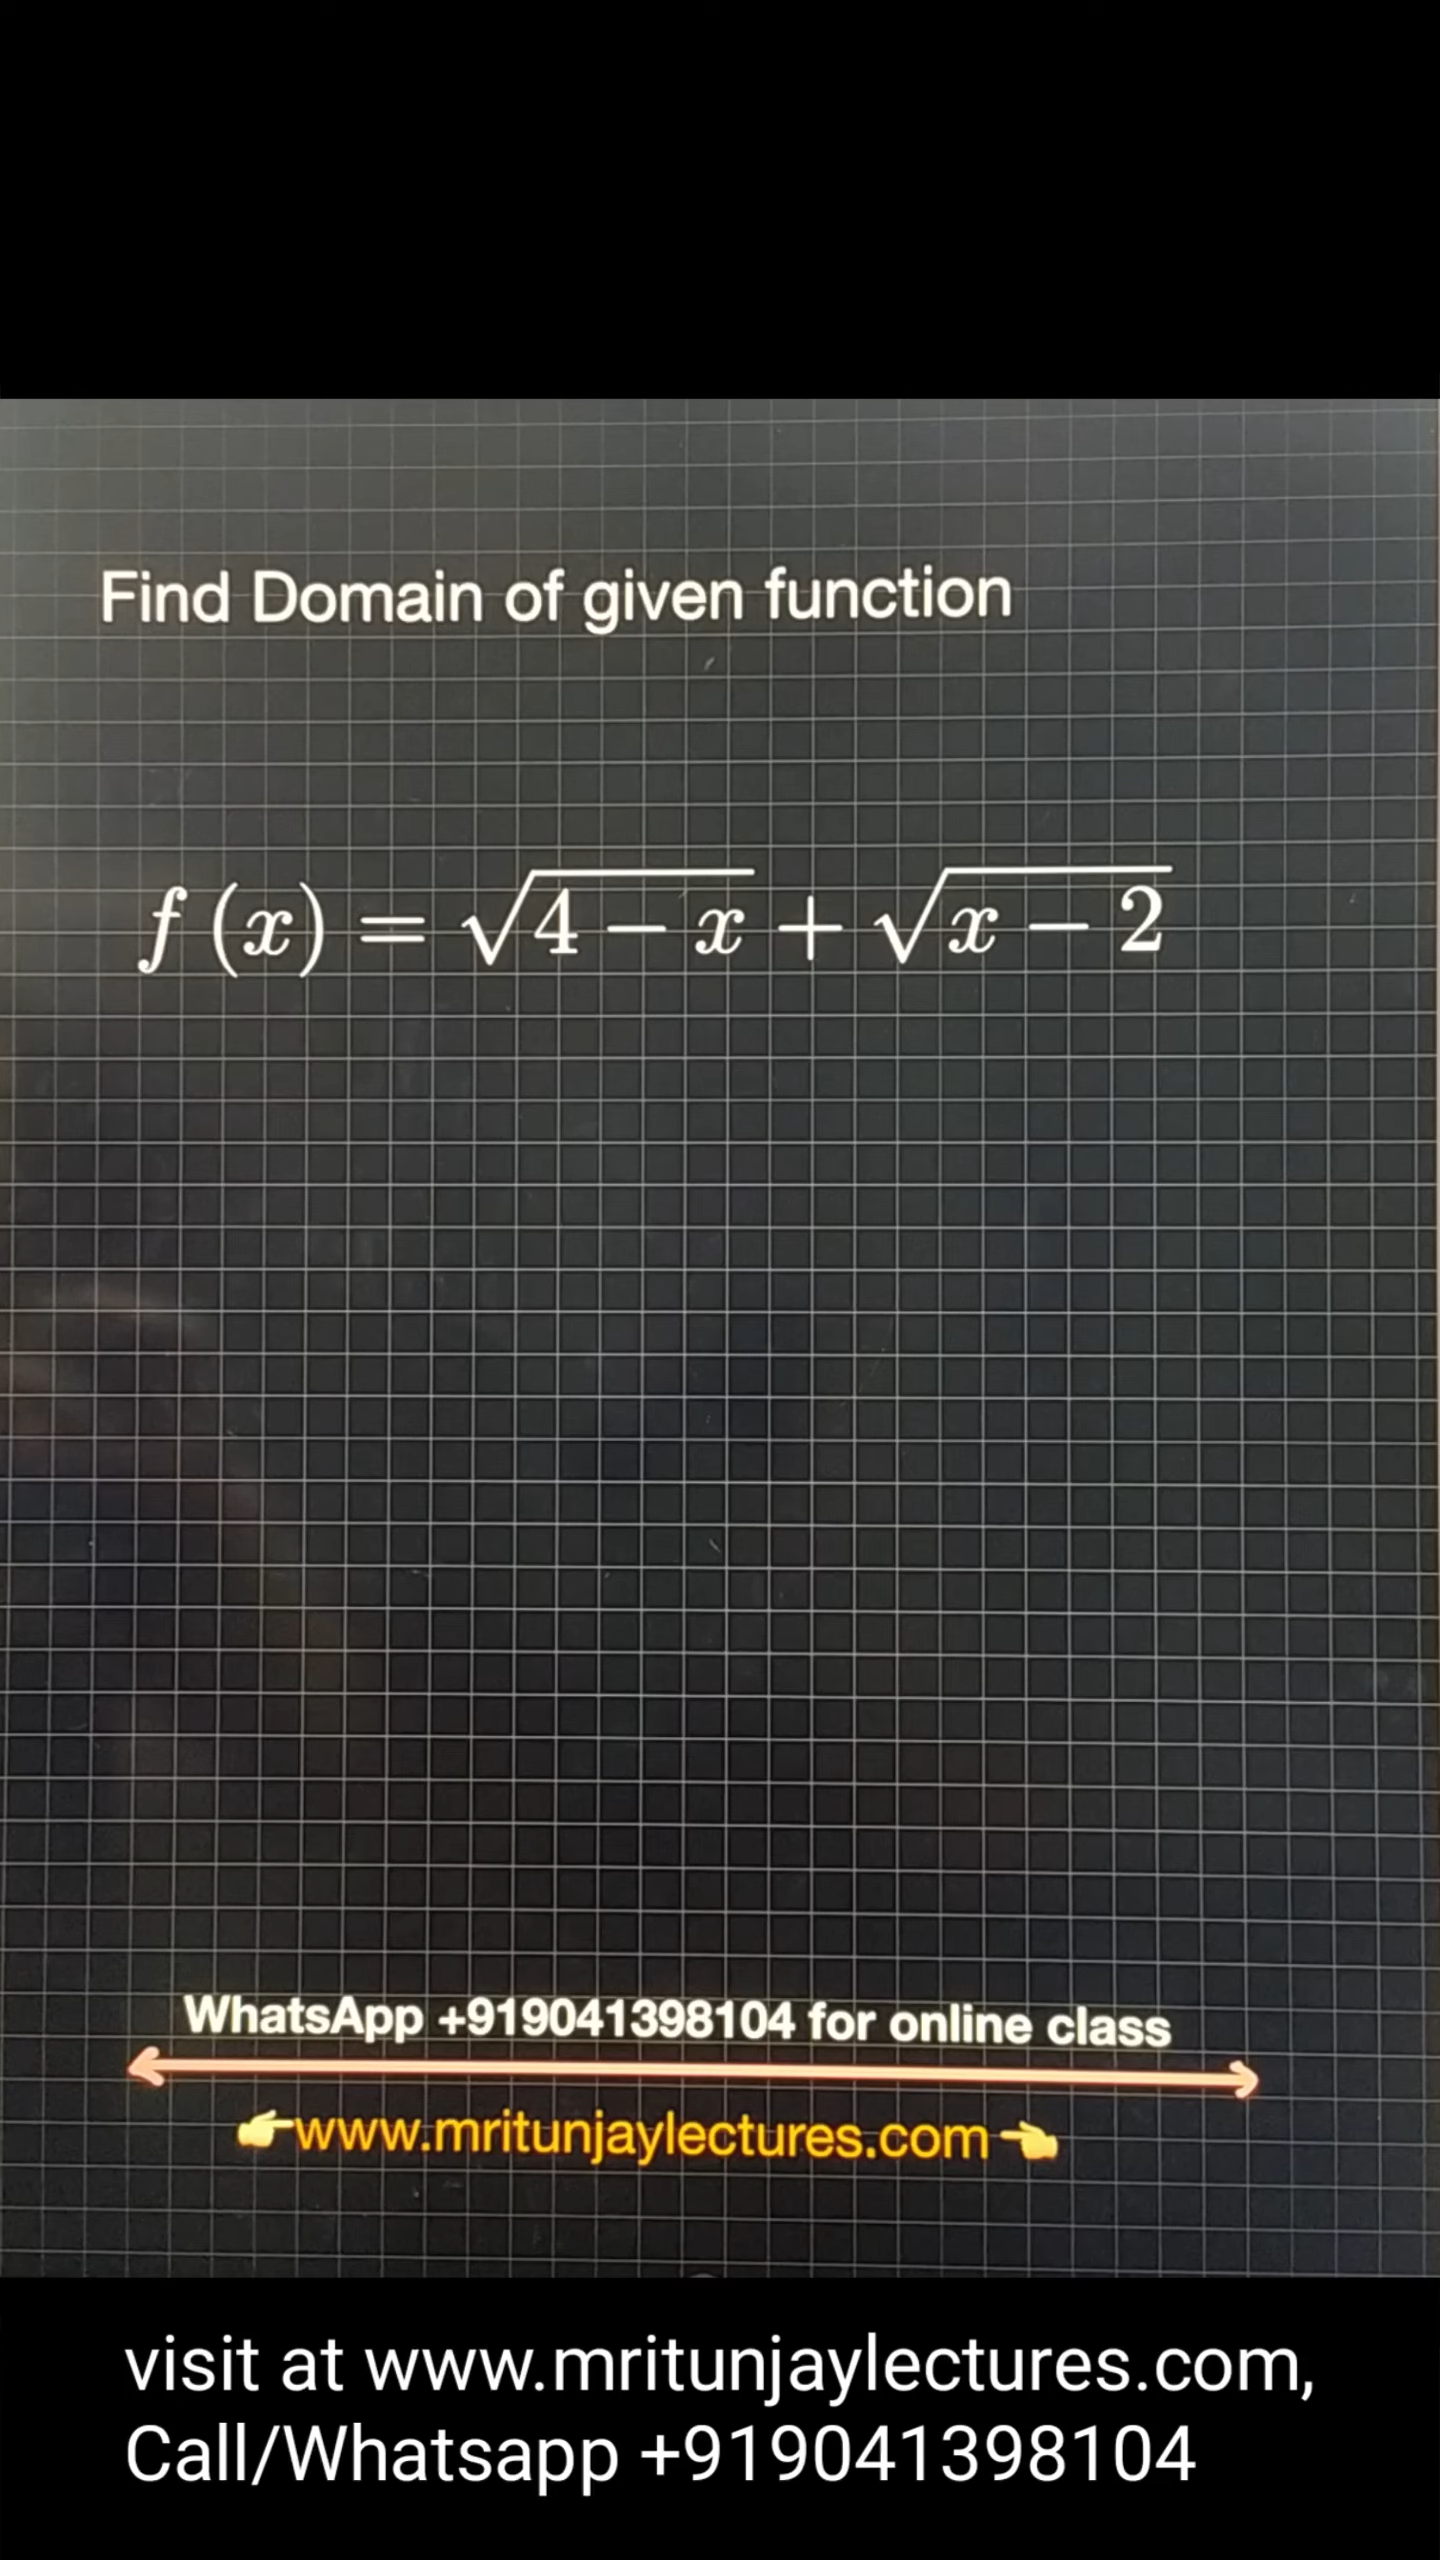 Find Domain of given function
f (x) = √4 − x + √x − 2
WhatsApp +919041398104 for online class
👉www.mritunjaylectures.com👈
visit at www.mritunjaylectures.com,
Call/Whatsapp +919041398104